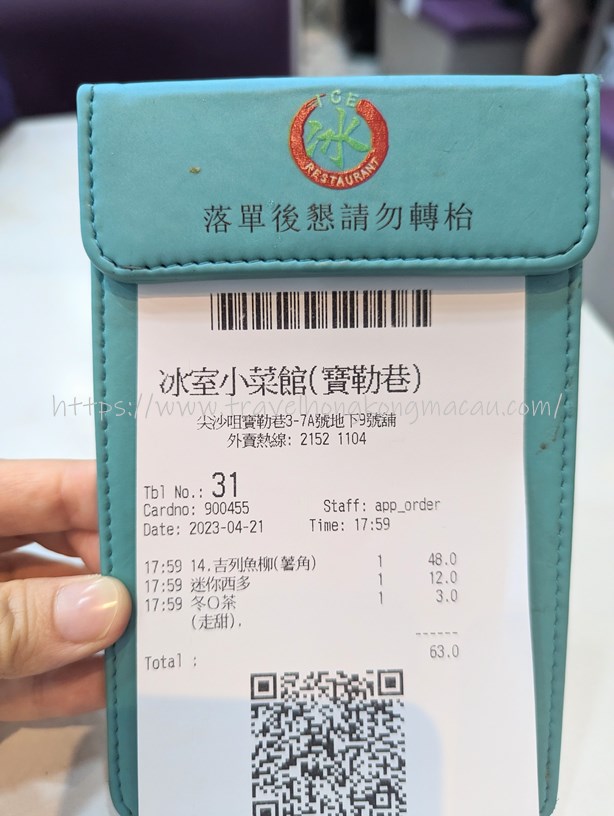 ICE
冰
RESTAURANT
落單後懇請勿轉枱
冰室小菜館(寶勒巷)
https://www.travelhonakongmacau.com/
尖沙咀寶勒巷3-7A號地下9號舖
外賣熱線: 2152 1104
Tbl No.: 31
Cardno: 900455 Staff: app_order
Date: 2023-04-21 Time: 17:59
17:59 14.吉列魚柳(薯角) 1 48.0
17:59 迷你西多 1 12.0
17:59 冬O茶 1 3.0
(走甜),
------
Total : 63.0